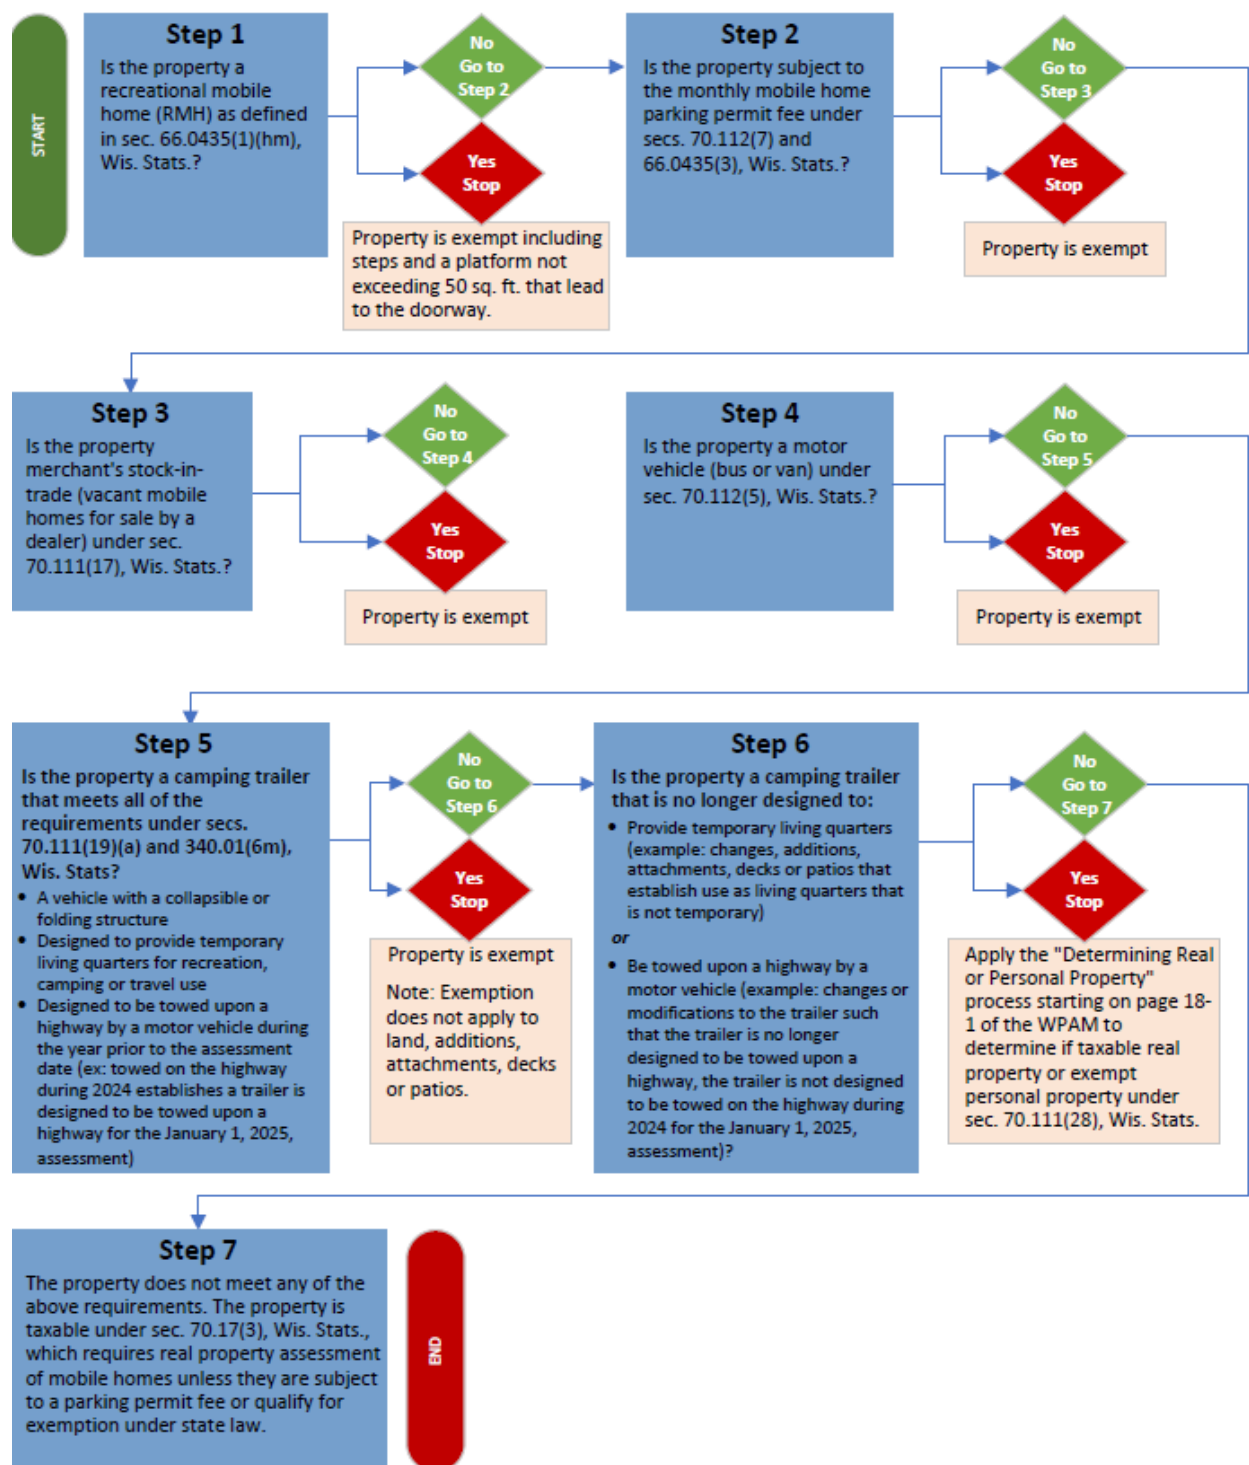 START
Step 1
Is the property a
recreational mobile
home (RMH) as defined
in sec. 66.0435(1)(hm),
Wis. Stats.?
No
Go to
Step 2
Yes
Stop
Property is exempt including
steps and a platform not
exceeding 50 sq. ft. that lead
to the doorway.
Step 2
Is the property subject to
the monthly mobile home
parking permit fee under
secs. 70.112(7) and
66.0435(3), Wis. Stats.?
No
Go to
Step 3
Yes
Stop
Property is exempt
Step 3
Is the property
merchant's stock-in-
trade (vacant mobile
homes for sale by a
dealer) under sec.
70.111(17), Wis. Stats.?
No
Go to
Step 4
Yes
Stop
Property is exempt
Step 4
Is the property a motor
vehicle (bus or van) under
sec. 70.112(5), Wis. Stats.?
No
Go to
Step 5
Yes
Stop
Property is exempt
Step 5
Is the property a camping trailer
that meets all of the
requirements under secs.
70.111(19)(a) and 340.01(6m),
Wis. Stats?
• A vehicle with a collapsible or
folding structure
• Designed to provide temporary
living quarters for recreation,
camping or travel use
• Designed to be towed upon a
highway by a motor vehicle during
the year prior to the assessment
date (ex: towed on the highway
during 2024 establishes a trailer is
designed to be towed upon a
highway for the January 1, 2025,
assessment)
No
Go to
Step 6
Yes
Stop
Property is exempt
Note: Exemption
does not apply to
land, additions,
attachments, decks
or patios.
Step 6
Is the property a camping trailer
that is no longer designed to:
• Provide temporary living quarters
(example: changes, additions,
attachments, decks or patios that
establish use as living quarters that
is not temporary)
or
• Be towed upon a highway by a
motor vehicle (example: changes or
modifications to the trailer such
that the trailer is no longer
designed to be towed upon a
highway, the trailer is not designed
to be towed on the highway during
2024 for the January 1, 2025,
assessment)?
No
Go to
Step 7
Yes
Stop
Apply the "Determining Real
or Personal Property"
process starting on page 18-
1 of the WPAM to
determine if taxable real
property or exempt
personal property under
sec. 70.111(28), Wis. Stats.
Step 7
The property does not meet any of the
above requirements. The property is
taxable under sec. 70.17(3), Wis. Stats.,
which requires real property assessment
of mobile homes unless they are subject
to a parking permit fee or qualify for
exemption under state law.
END